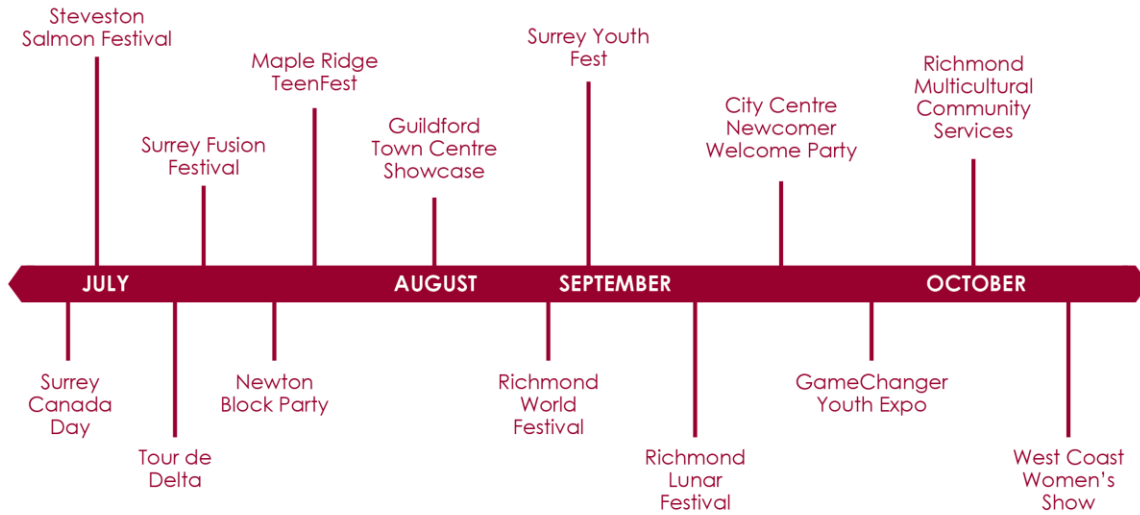 Steveston
Salmon Festival
Surrey Fusion
Festival
Maple Ridge
TeenFest
Guildford
Town Centre
Showcase
Surrey Youth
Fest
City Centre
Newcomer
Welcome Party
Richmond
Multicultural
Community
Services
JULY
AUGUST
SEPTEMBER
OCTOBER
Surrey
Canada
Day
Tour de
Delta
Newton
Block Party
Richmond
World
Festival
Richmond
Lunar
Festival
GameChanger
Youth Expo
West Coast
Women’s
Show